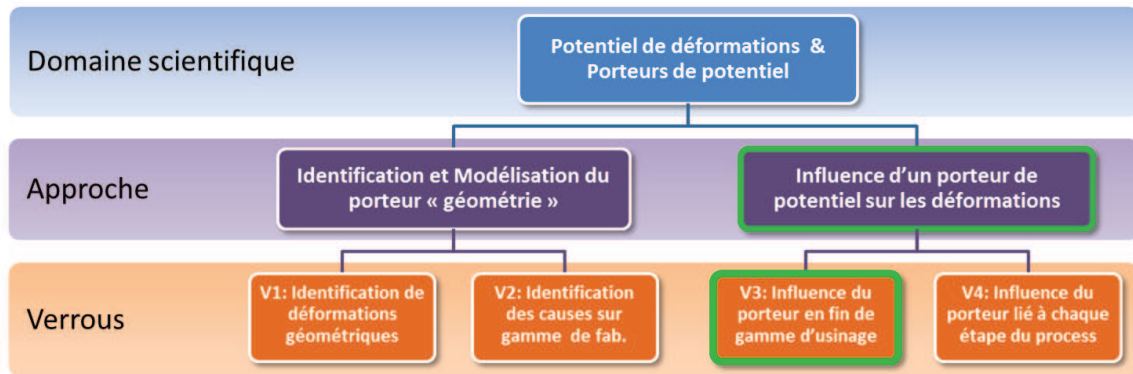 Domaine scientifique
Potentiel de déformations &
Porteurs de potentiel
Approche
Identification et Modélisation du
porteur « géométrie »
Influence d'un porteur de
potentiel sur les déformations
Verrous
V1: Identification de
déformations
géométriques
V2: Identification
des causes sur
gamme de fab.
V3: Influence du
porteur en fin de
gamme d'usinage
V4: Influence du
porteur lié à chaque
étape du process